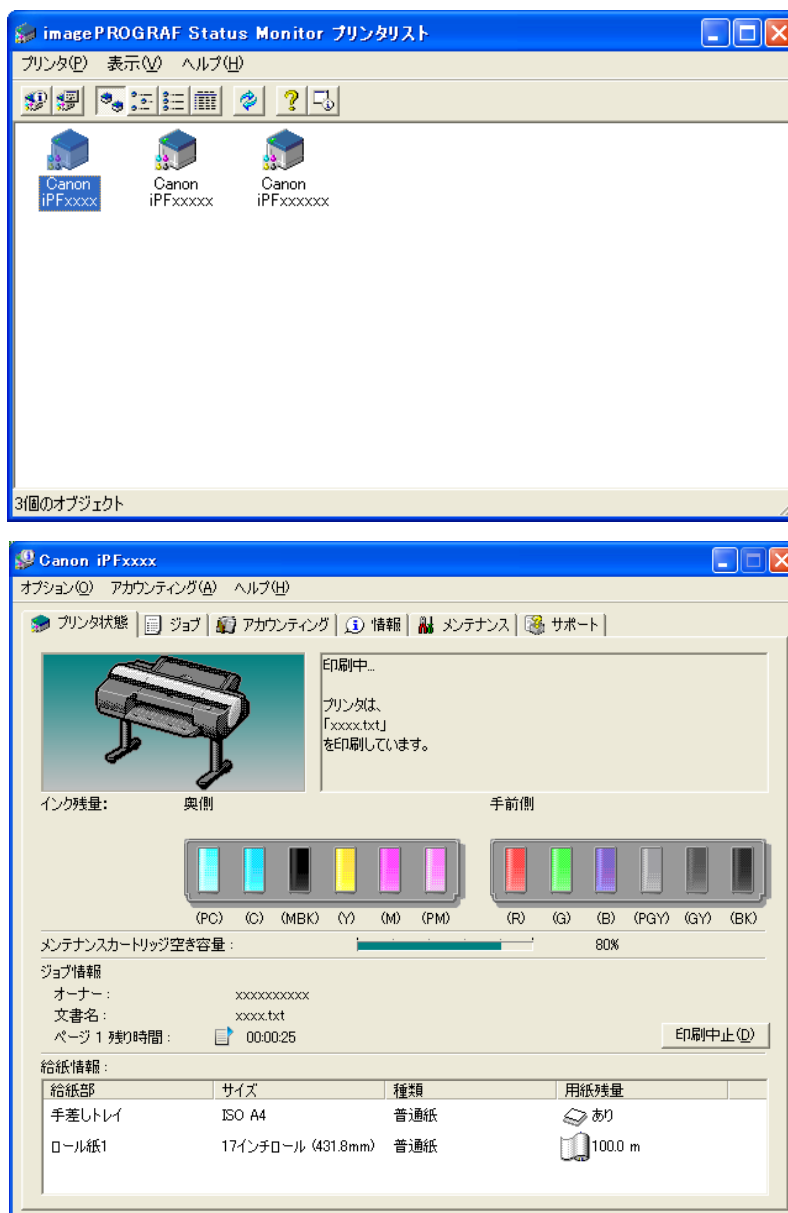 imagePROGRAF Status Monitor プリンタリスト
プリンタ(P) 表示(V) ヘルプ(H)
Canon iPFxxxx
Canon iPFxxxxx
Canon iPFxxxxxx
3個のオブジェクト
Canon iPFxxxx
オプション(O) アカウンティング(A) ヘルプ(H)
プリンタ状態 ジョブ アカウンティング 情報 メンテナンス サポート
印刷中...
プリンタは、
「xxxx.txt」
を印刷しています。
インク残量: 奥側 手前側
(PC) (C) (MBK) (Y) (M) (PM) (R) (G) (B) (PGY) (GY) (BK)
メンテナンスカートリッジ空き容量: 80%
ジョブ情報
オーナー: xxxxxxxxxx
文書名: xxxx.txt
ページ 1 残り時間: 00:00:25 印刷中止(D)
給紙情報:
給紙部 サイズ 種類 用紙残量
手差しトレイ ISO A4 普通紙 あり
ロール紙1 17インチロール (431.8mm) 普通紙 100.0 m